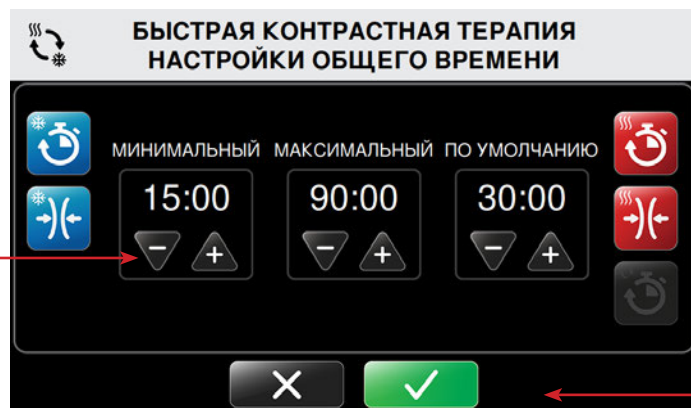 БЫСТРАЯ КОНТРАСТНАЯ ТЕРАПИЯ
НАСТРОЙКИ ОБЩЕГО ВРЕМЕНИ
МИНИМАЛЬНЫЙ МАКСИМАЛЬНЫЙ ПО УМОЛЧАНИЮ
15:00 90:00 30:00